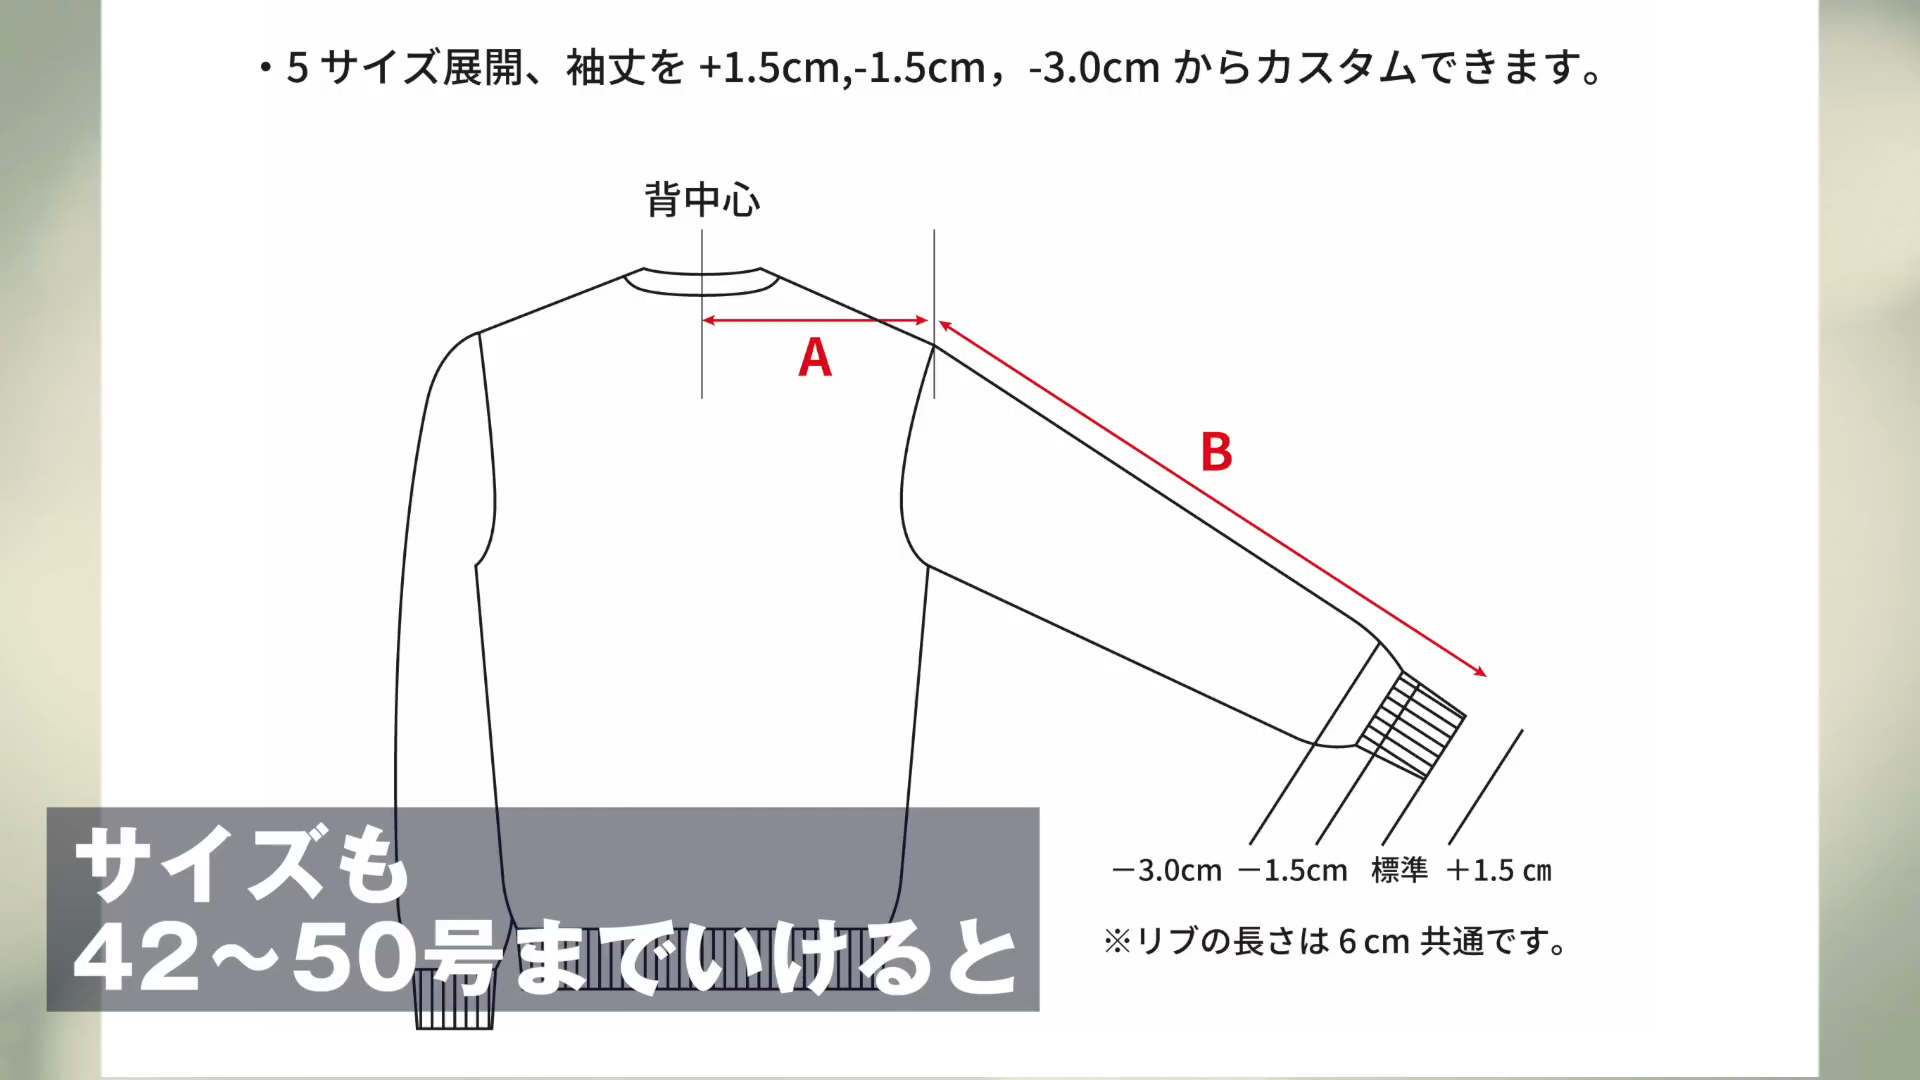 ・5 サイズ展開、袖丈を +1.5cm,-1.5cm，-3.0cm からカスタムできます。
背中心
A
B
－3.0cm －1.5cm 標準 ＋1.5 ㎝
※リブの長さは 6 cm 共通です。
サイズも
42〜50号までいけると